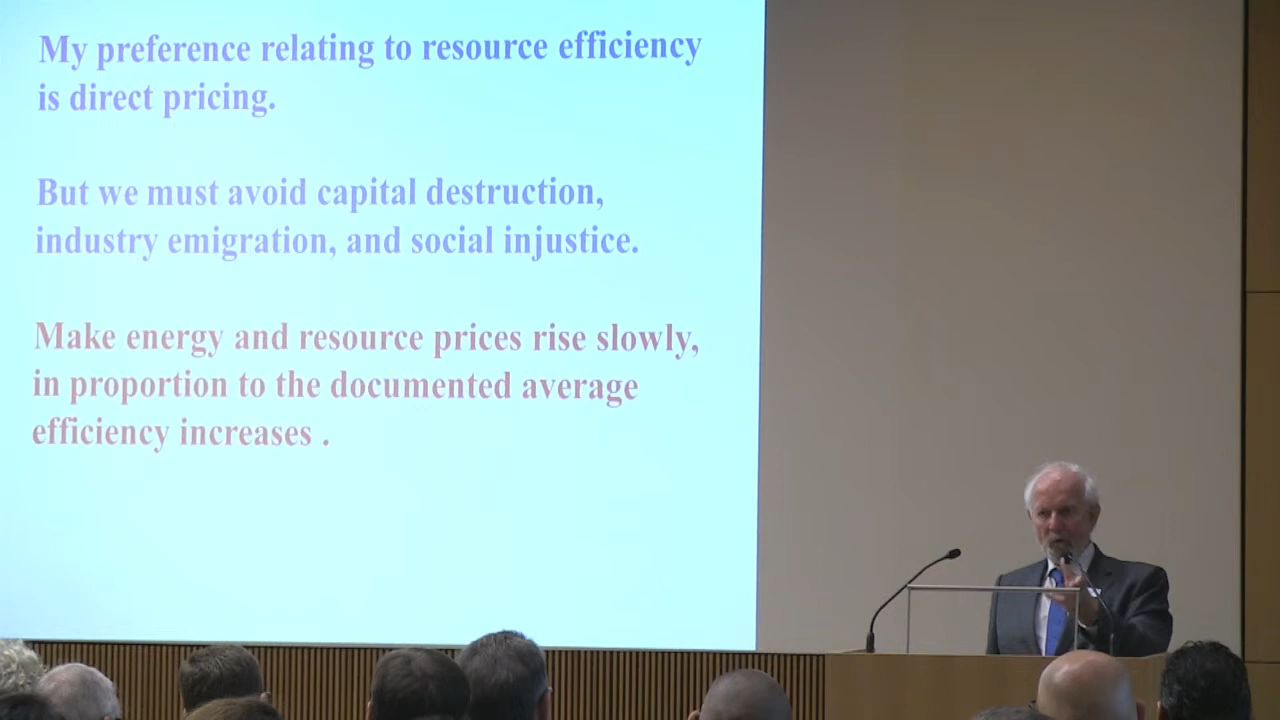 My preference relating to resource efficiency
is direct pricing.
But we must avoid capital destruction,
industry emigration, and social injustice.
Make energy and resource prices rise slowly,
in proportion to the documented average
efficiency increases .